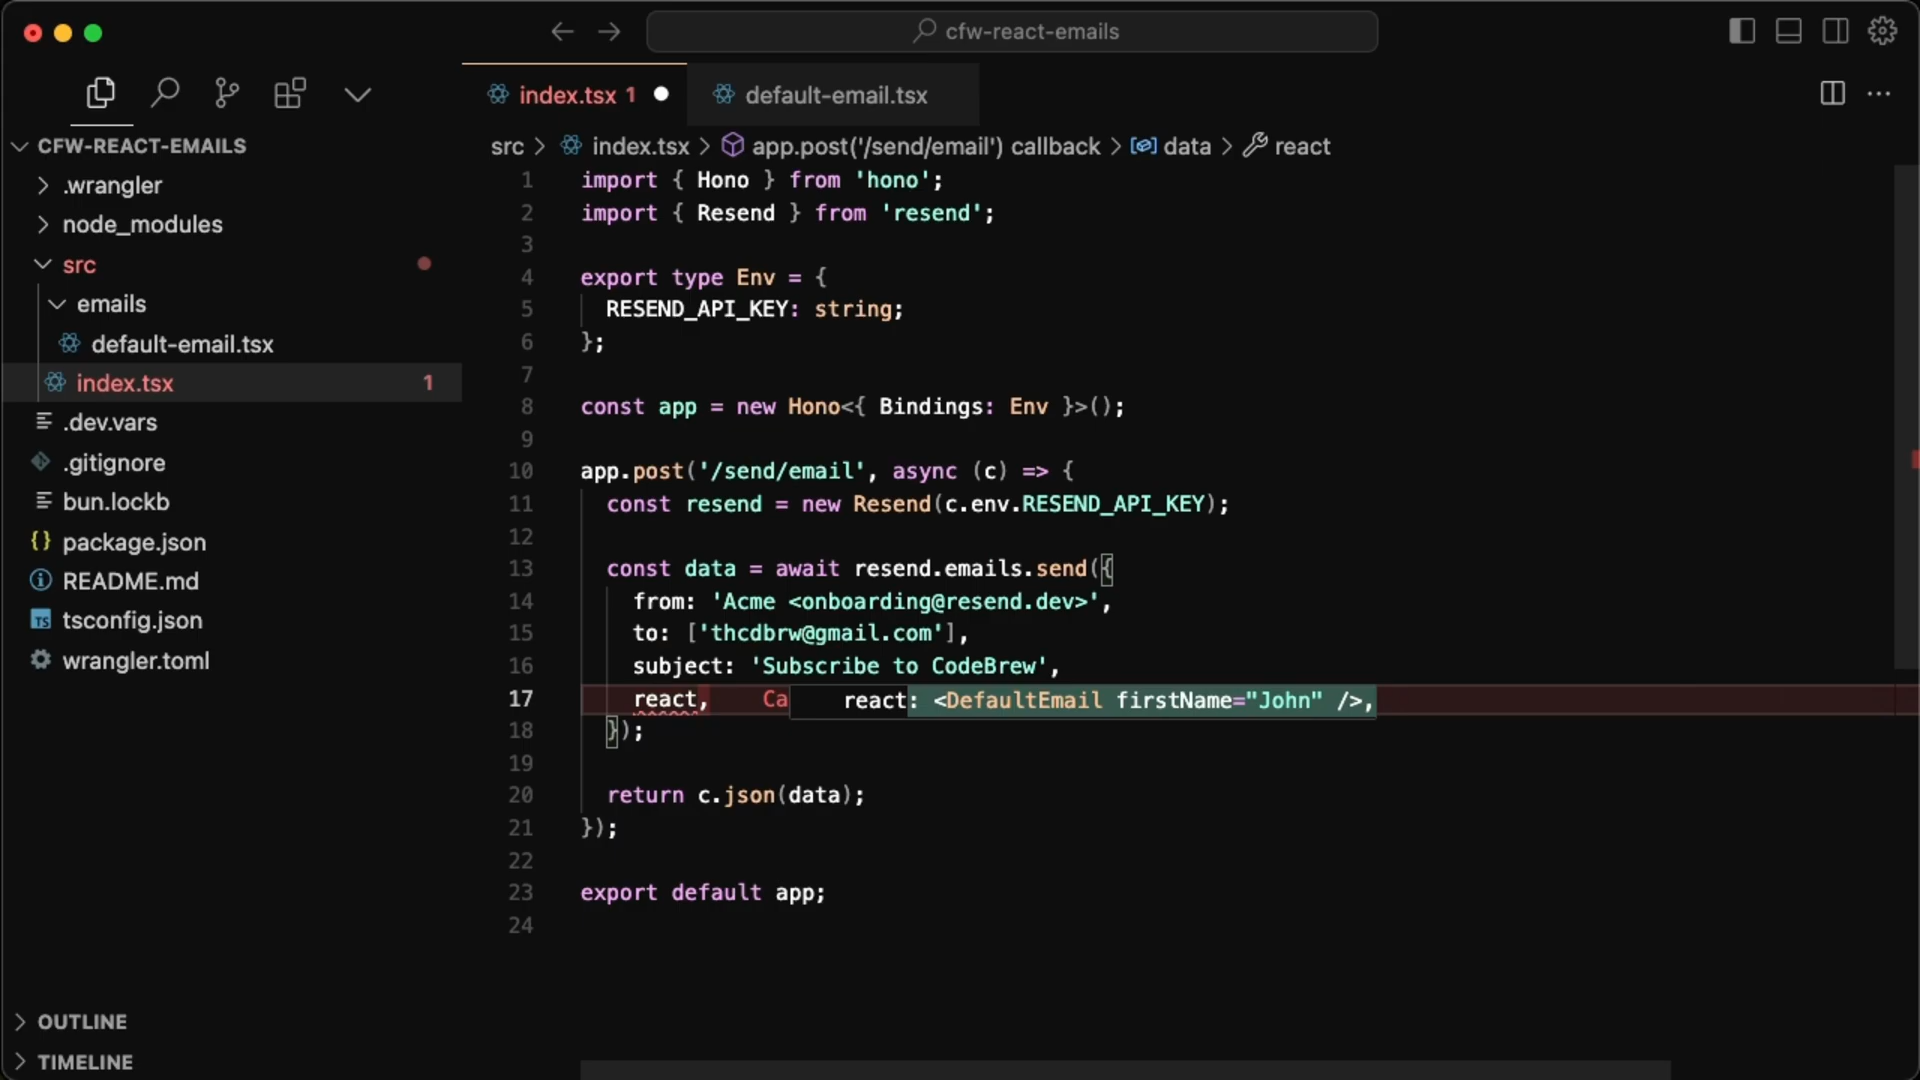 cfw-react-emails
index.tsx 1
default-email.tsx
CFW-REACT-EMAILS
.wrangler
node_modules
src
emails
default-email.tsx
index.tsx 1
.dev.vars
.gitignore
bun.lockb
{} package.json
README.md
TS tsconfig.json
wrangler.toml
OUTLINE
TIMELINE
src > index.tsx > app.post('/send/email') callback > data > react
1 import { Hono } from 'hono';
2 import { Resend } from 'resend';
3
4 export type Env = {
5 RESEND_API_KEY: string;
6 };
7
8 const app = new Hono<{ Bindings: Env }>();
9
10 app.post('/send/email', async (c) => {
11 const resend = new Resend(c.env.RESEND_API_KEY);
12
13 const data = await resend.emails.send({
14 from: 'Acme <onboarding@resend.dev>',
15 to: ['thcdbrw@gmail.com'],
16 subject: 'Subscribe to CodeBrew',
17 react, Ca react: <DefaultEmail firstName="John" />,
18 });
19
20 return c.json(data);
21 });
22
23 export default app;
24